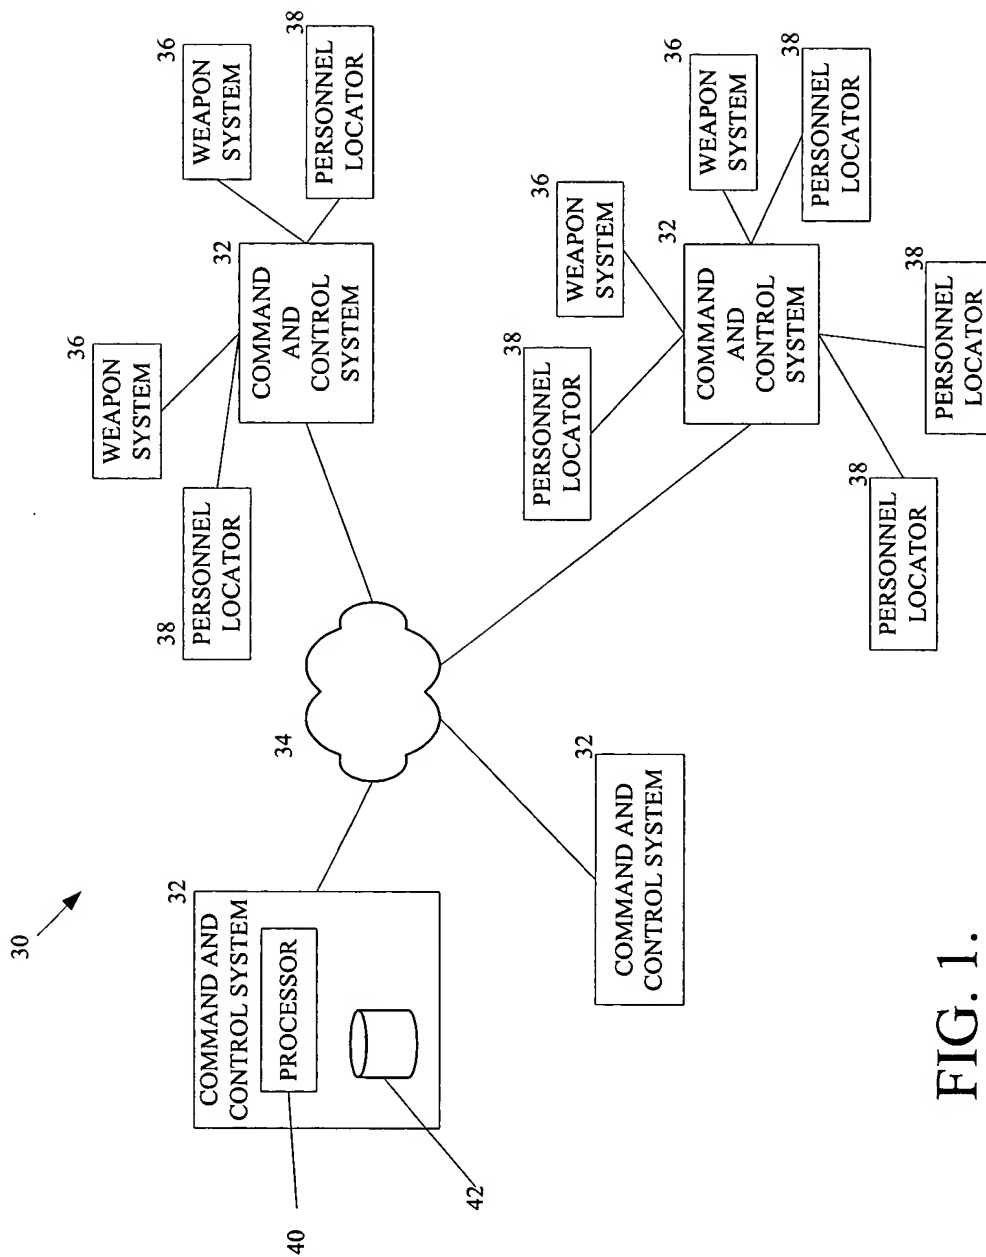 30
32
COMMAND AND
CONTROL SYSTEM
PROCESSOR
40
42
34
32
COMMAND AND
CONTROL SYSTEM
36
WEAPON
SYSTEM
38
PERSONNEL
LOCATOR
32
COMMAND
AND
CONTROL
SYSTEM
36
WEAPON
SYSTEM
38
PERSONNEL
LOCATOR
38
PERSONNEL
LOCATOR
36
WEAPON
SYSTEM
32
COMMAND
AND
CONTROL
SYSTEM
36
WEAPON
SYSTEM
38
PERSONNEL
LOCATOR
38
PERSONNEL
LOCATOR
38
PERSONNEL
LOCATOR
FIG. 1.